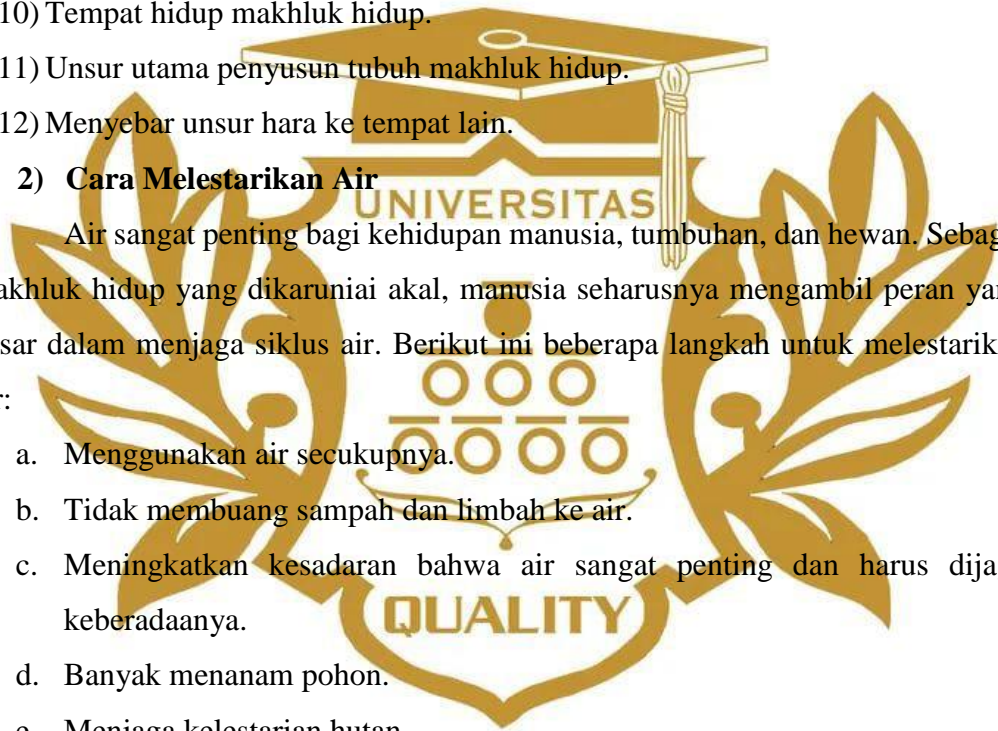 10) Tempat hidup makhluk hidup.
11) Unsur utama penyusun tubuh makhluk hidup.
12) Menyebar unsur hara ke tempat lain.
2) Cara Melestarikan Air
UNIVERSITAS
Air sangat penting bagi kehidupan manusia, tumbuhan, dan hewan. Sebag
akhluk hidup yang dikaruniai akal, manusia seharusnya mengambil peran yan
sar dalam menjaga siklus air. Berikut ini beberapa langkah untuk melestarik
r:
a. Menggunakan air secukupnya.
b. Tidak membuang sampah dan limbah ke air.
c. Meningkatkan kesadaran bahwa air sangat penting dan harus dija
keberadaanya.
QUALITY
d. Banyak menanam pohon.
e. Menjaga kelestarian hutan